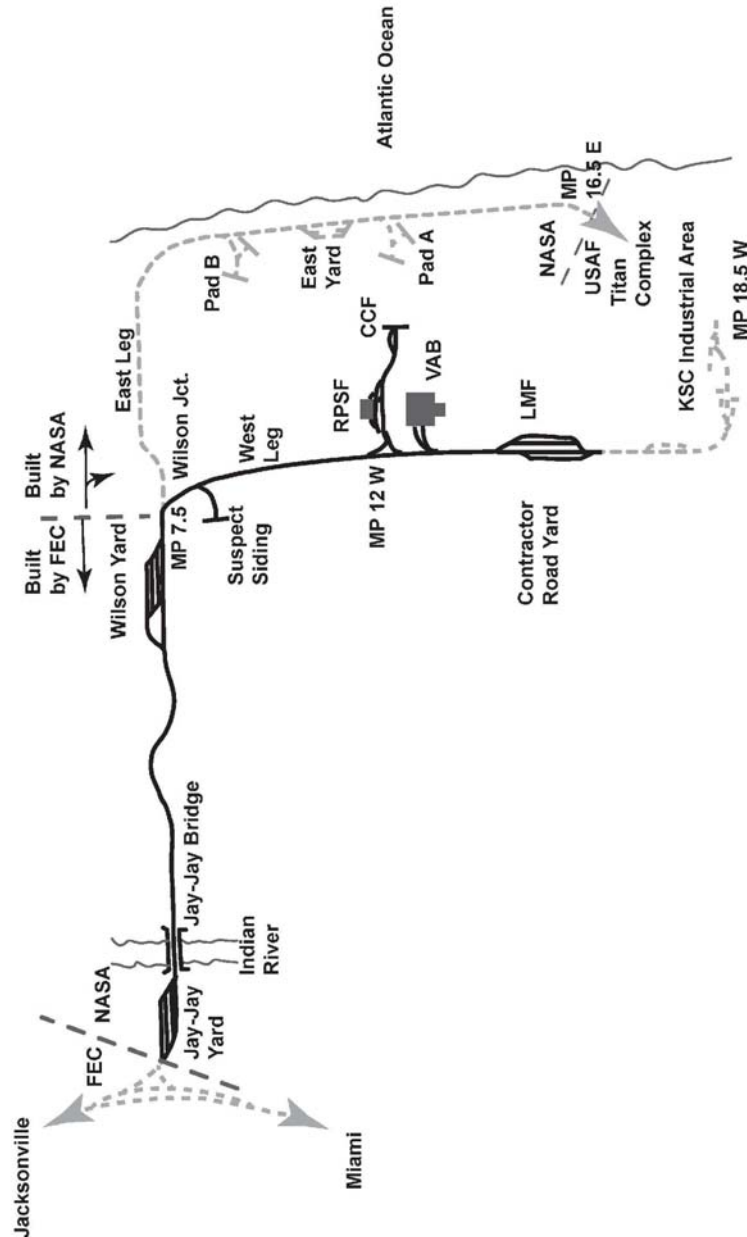 Jacksonville
Miami
FEC
NASA
Jay-Jay
Yard
Indian
River
Jay-Jay Bridge
Built
by FEC
Built
by NASA
Wilson Yard
MP 7.5
Wilson Jct.
Suspect
Siding
West
Leg
East Leg
MP 12 W
RPSF
CCF
VAB
Contractor
Road Yard
LMF
Pad B
East
Yard
Pad A
Atlantic Ocean
NASA
USAF
Titan
Complex
MP
16.5 E
KSC Industrial Area
MP 18.5 W